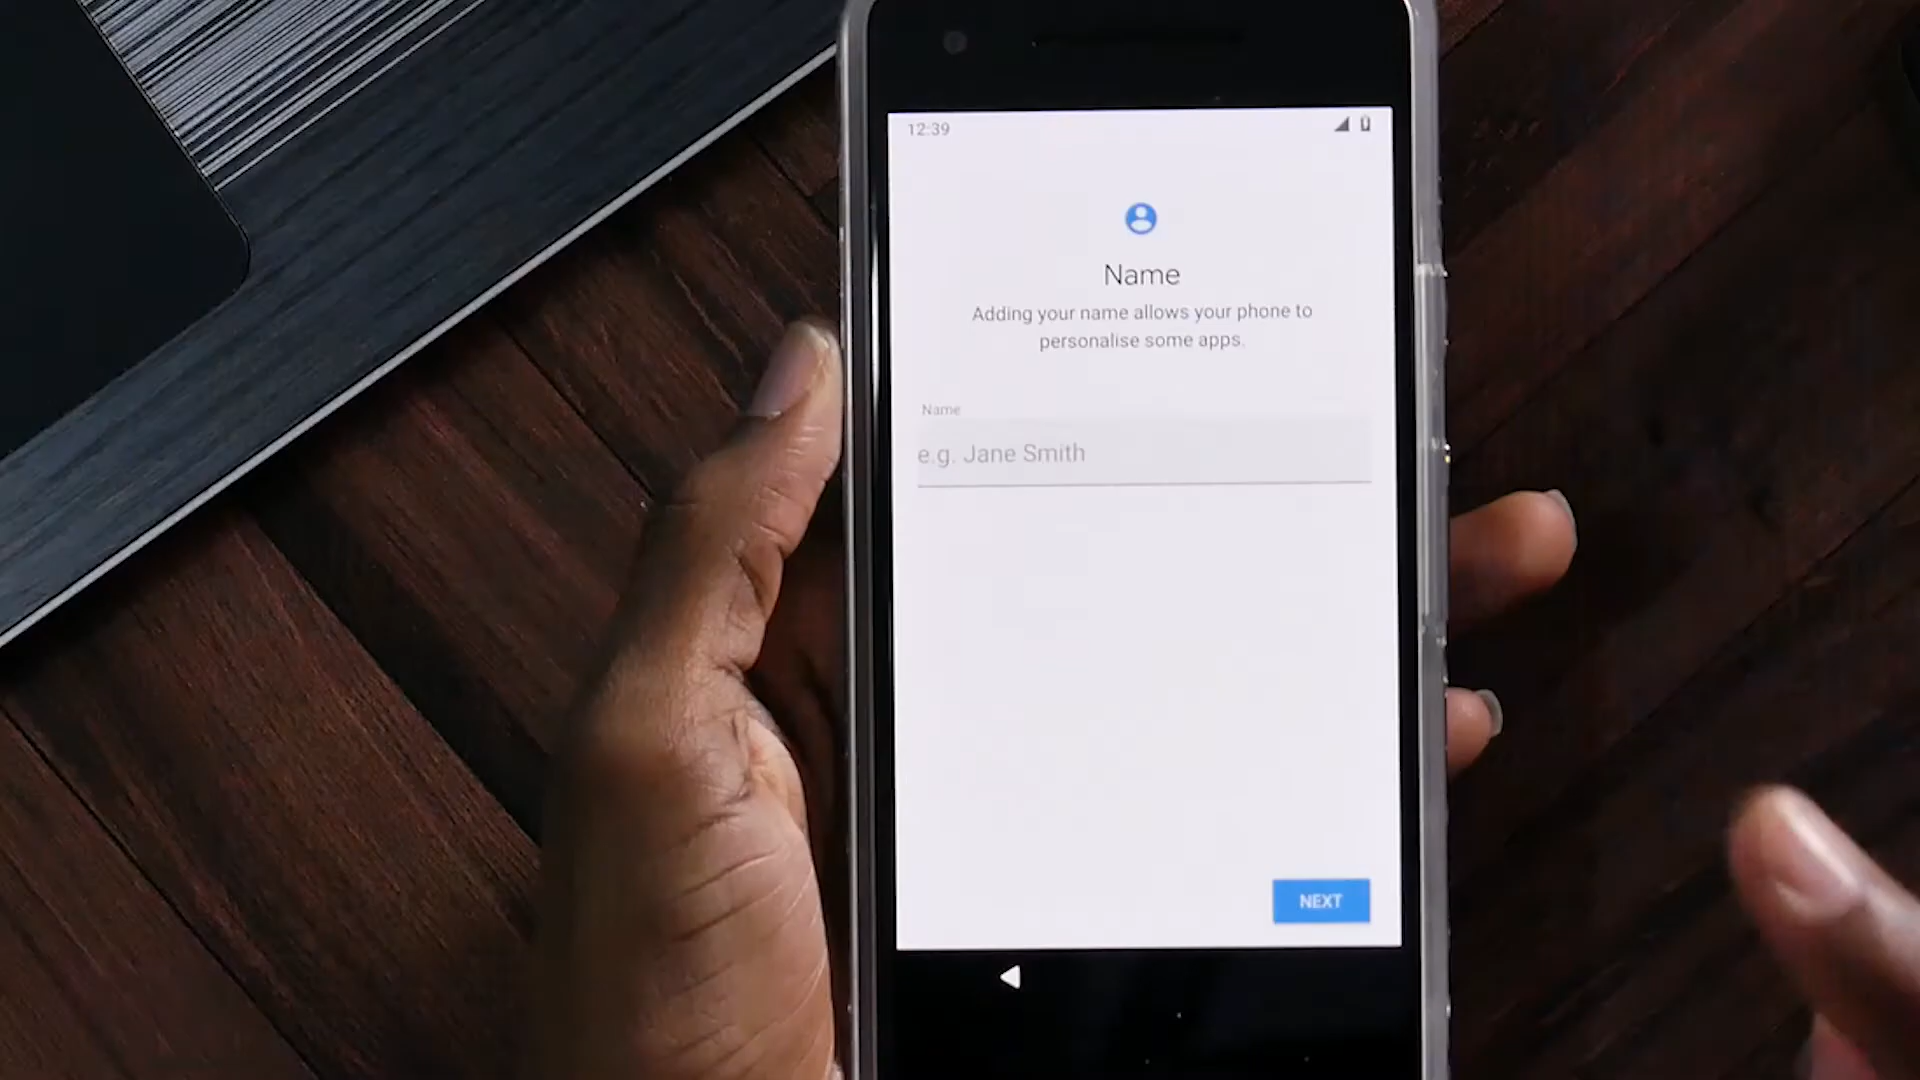 12:39
Name
Adding your name allows your phone to
personalise some apps.
Name
e.g. Jane Smith
NEXT